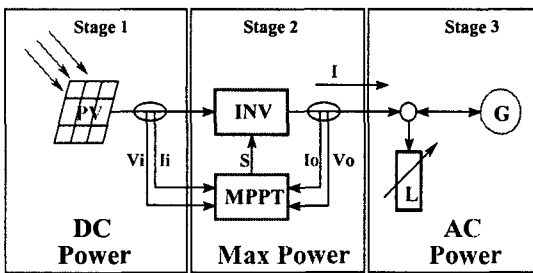 Stage 1
Stage 2
Stage 3
I
PV
INV
G
Vi
Ii
S
Io
Vo
MPPT
L
DC
Power
Max Power
AC
Power